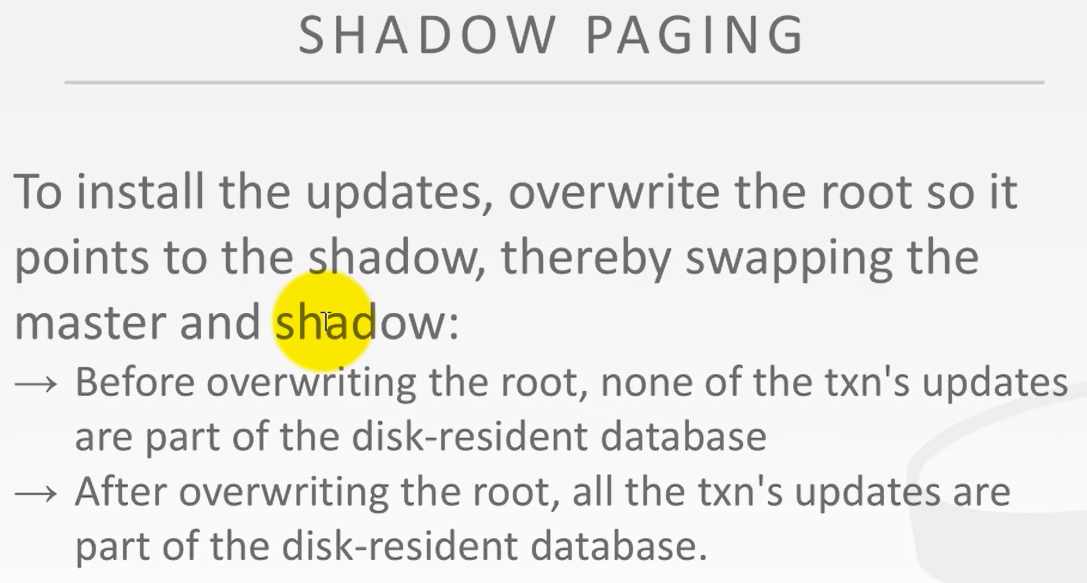 SHADOW PAGING
To install the updates, overwrite the root so it
points to the shadow, thereby swapping the
master and shadow:
→ Before overwriting the root, none of the txn's updates
are part of the disk-resident database
→ After overwriting the root, all the txn's updates are
part of the disk-resident database.